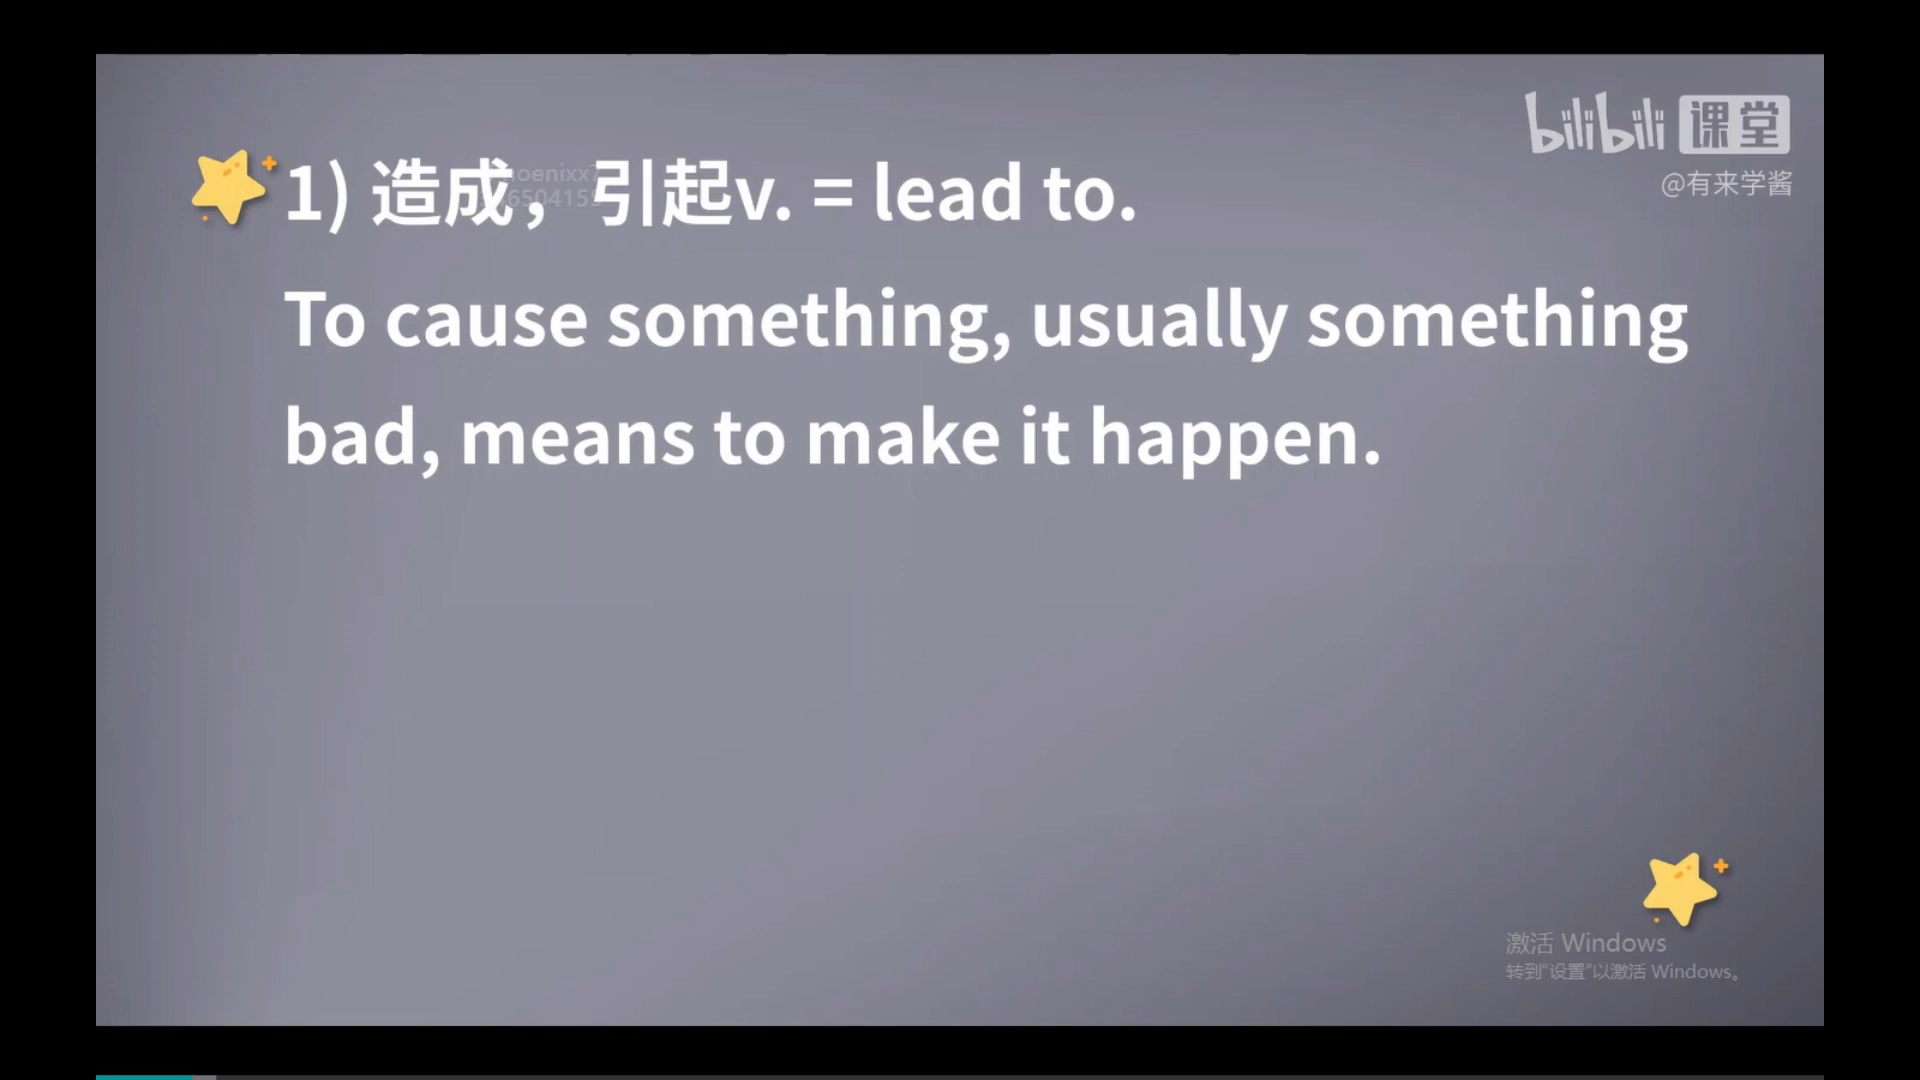 bilibili 课堂
@有来学酱
1) 造成，引起v. = lead to.
To cause something, usually something
bad, means to make it happen.
激活 Windows
转到“设置”以激活 Windows。